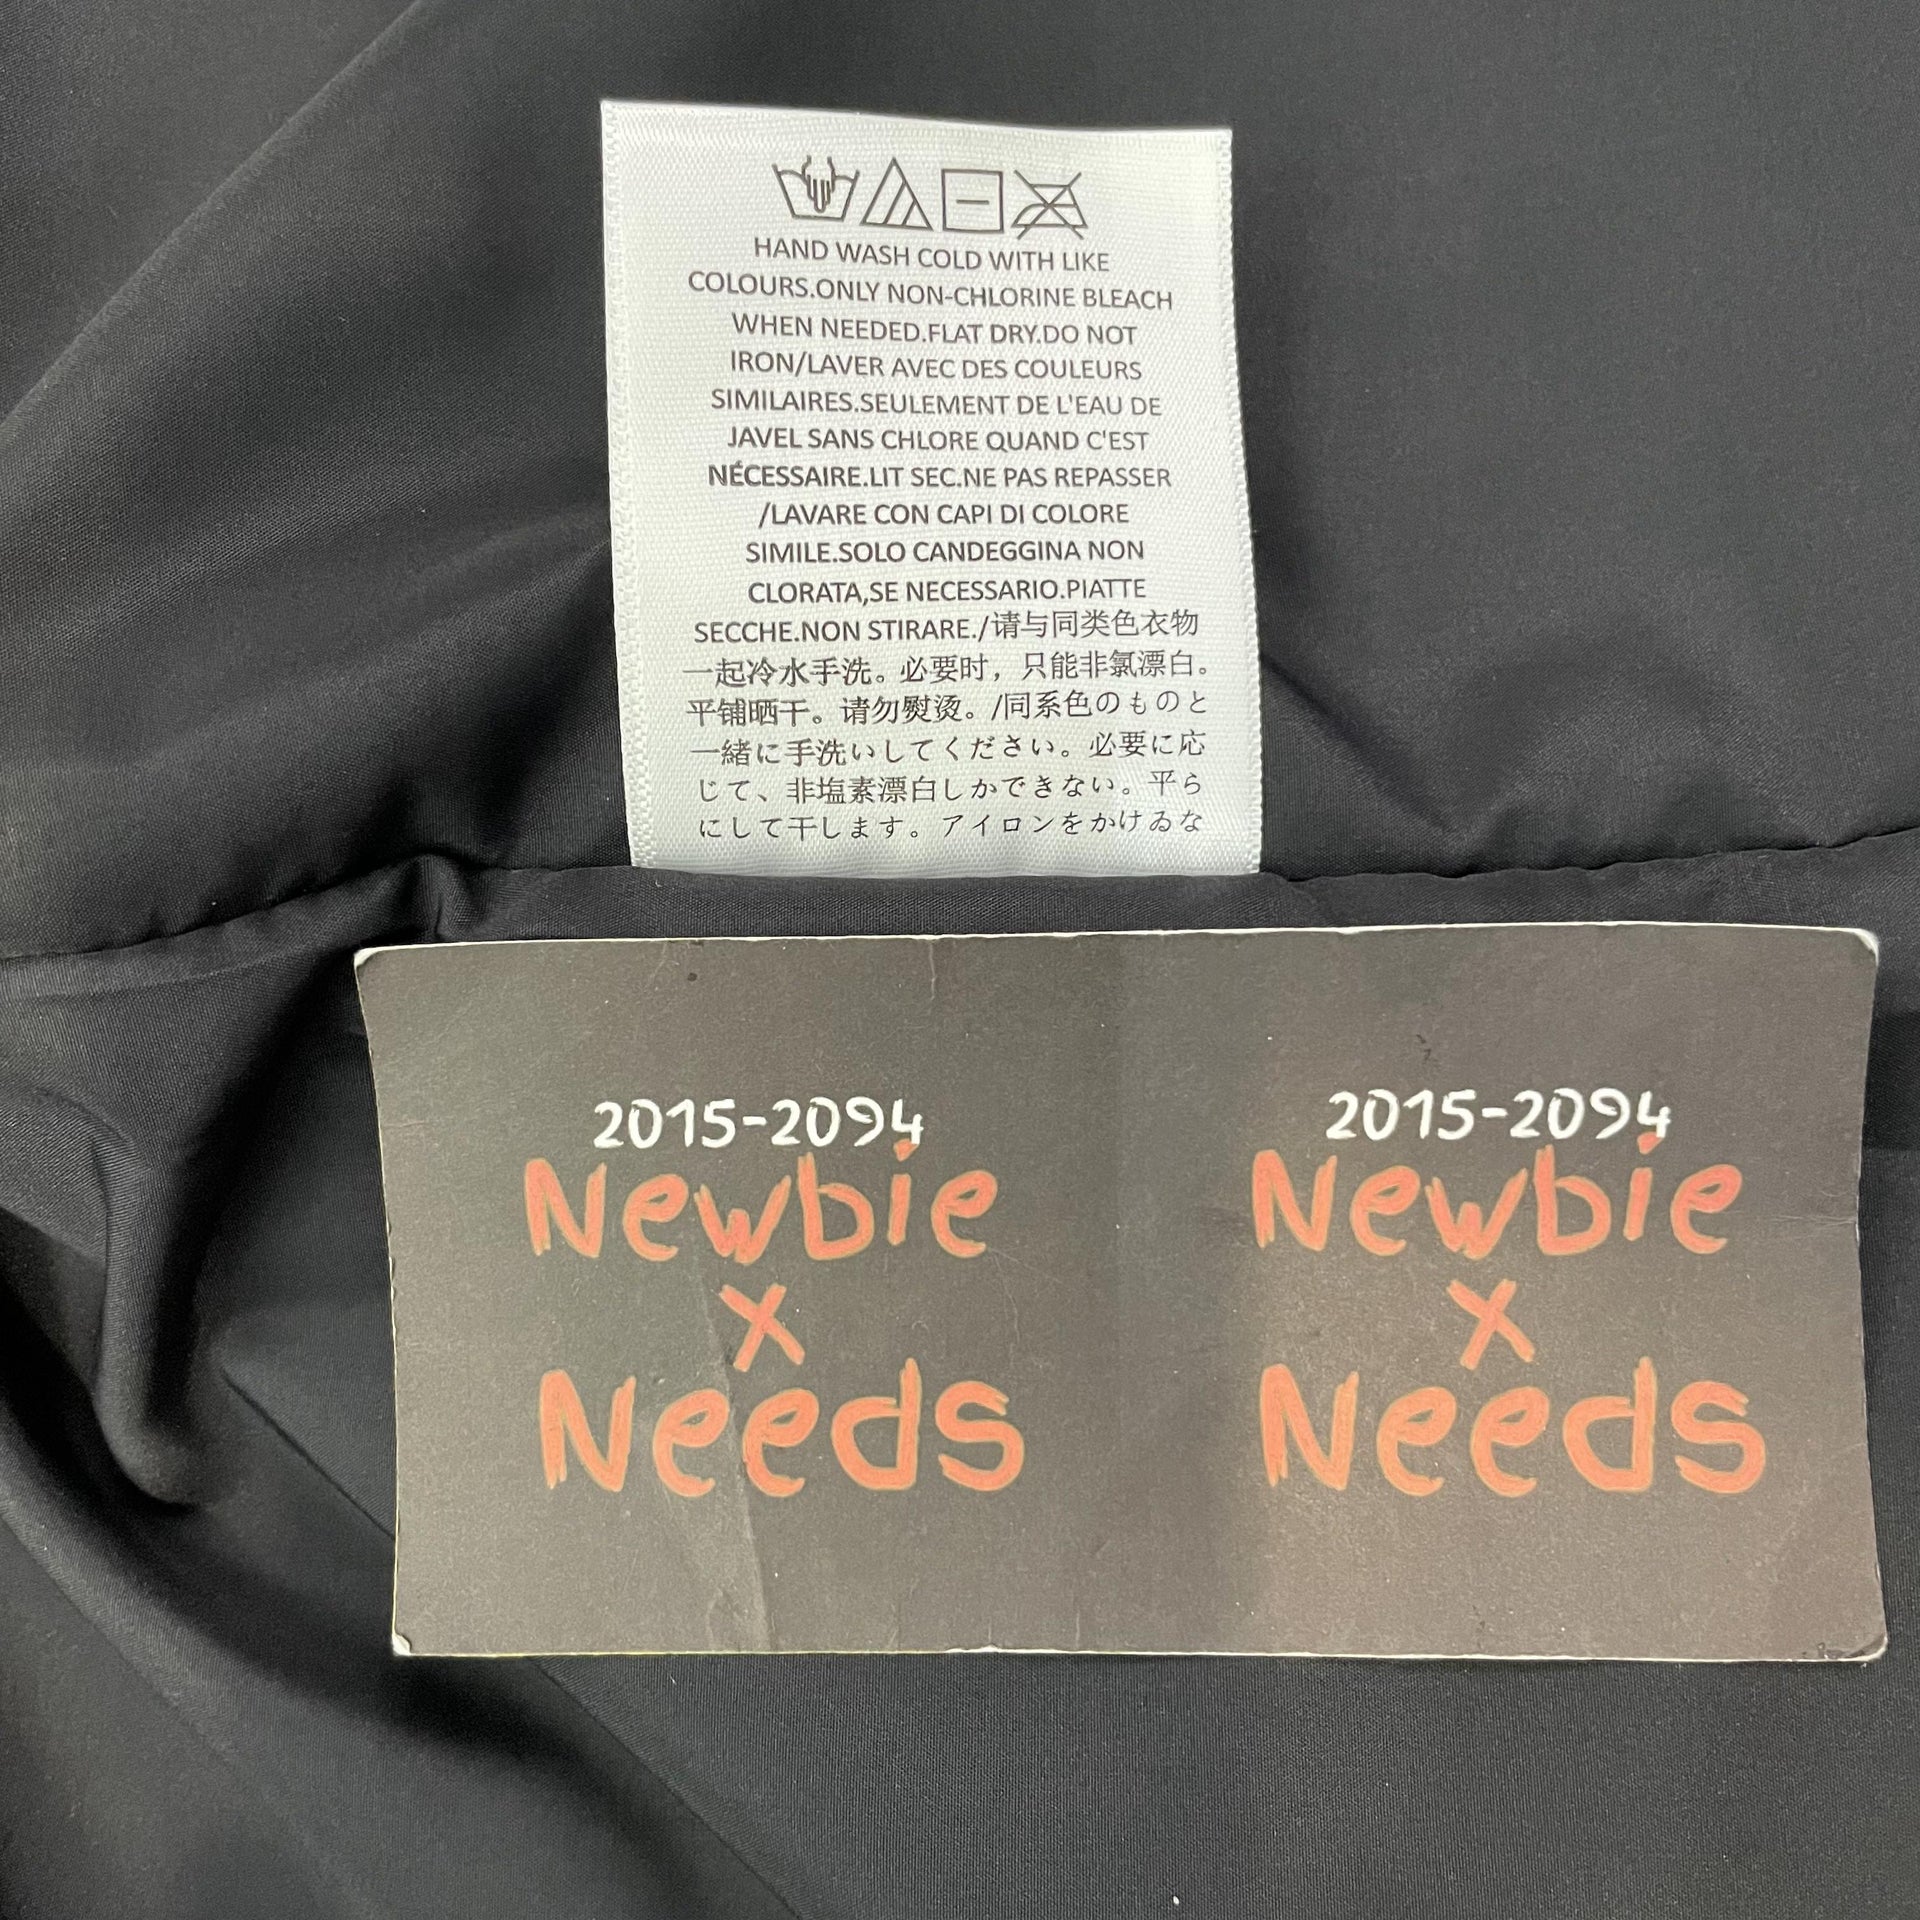 HAND WASH COLD WITH LIKE
COLOURS.ONLY NON-CHLORINE BLEACH
WHEN NEEDED.FLAT DRY.DO NOT
IRON/LAVER AVEC DES COULEURS
SIMILAIRES.SEULEMENT DE L'EAU DE
JAVEL SANS CHLORE QUAND C'EST
NÉCESSAIRE.LIT SEC.NE PAS REPASSER
/LAVARE CON CAPI DI COLORE
SIMILE.SOLO CANDEGGINA NON
CLORATA,SE NECESSARIO.PIATTE
SECCHE.NON STIRARE./请与同类色衣物
一起冷水手洗。必要时，只能非氯漂白。
平铺晒干。请勿熨烫。/同系色のものと
一緒に手洗いしてください。必要に応
じて、非塩素漂白しかできない。平ら
にして干します。アイロンをかけるな
2015-2094
Newbie
x
Needs
2015-2094
Newbie
x
Needs